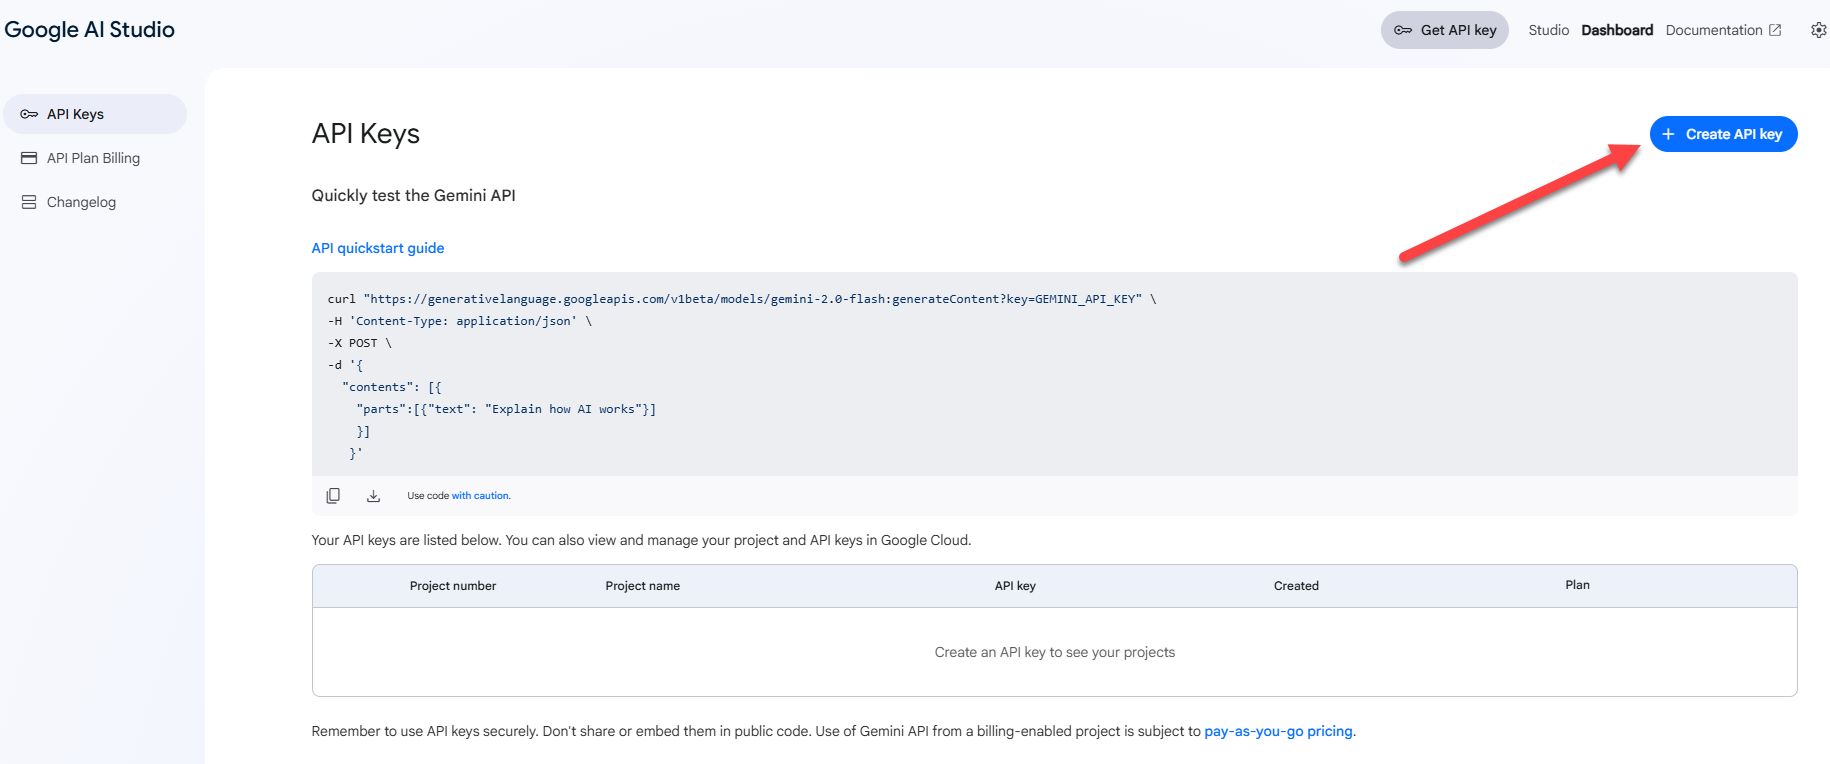 Google AI Studio
Get API key
Studio
Dashboard
Documentation
API Keys
API Plan Billing
Changelog
API Keys
+ Create API key
Quickly test the Gemini API
API quickstart guide
curl "https://generativelanguage.googleapis.com/v1beta/models/gemini-2.0-flash:generateContent?key=GEMINI_API_KEY" \
-H 'Content-Type: application/json' \
-X POST \
-d '{
"contents": [{
"parts":[{"text": "Explain how AI works"}]
}]
}'
Use code with caution.
Your API keys are listed below. You can also view and manage your project and API keys in Google Cloud.
Project number Project name API key Created Plan
Create an API key to see your projects
Remember to use API keys securely. Don't share or embed them in public code. Use of Gemini API from a billing-enabled project is subject to pay-as-you-go pricing.